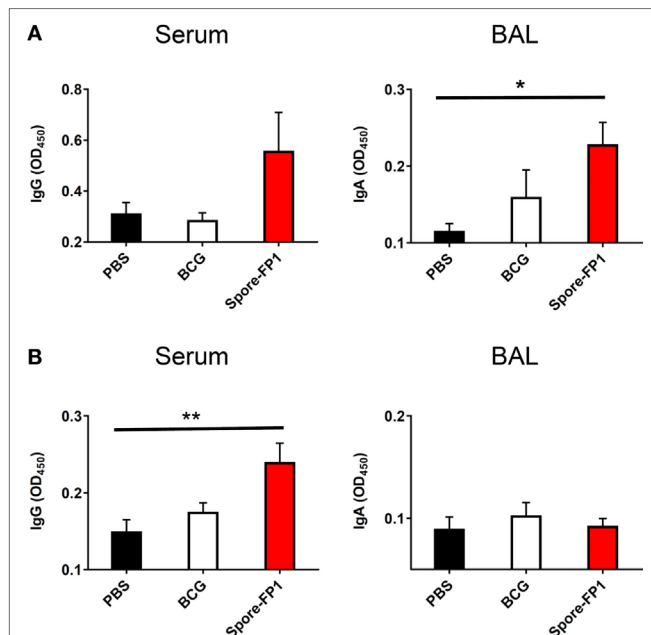 A
Serum
BAL
IgG (OD450)
0.8
0.6
0.4
0.2
PBS
BCG
Spore-FP1
*
IgA (OD450)
0.3
0.2
0.1
PBS
BCG
Spore-FP1
B
Serum
BAL
IgG (OD450)
0.3
0.2
0.1
**
PBS
BCG
Spore-FP1
IgA (OD450)
0.2
0.1
PBS
BCG
Spore-FP1